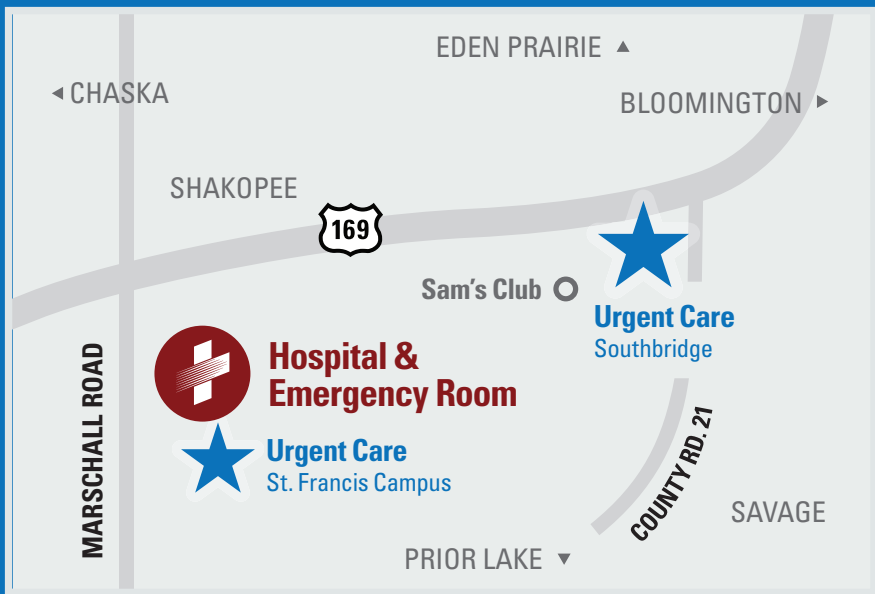 EDEN PRAIRIE
CHASKA
BLOOMINGTON
SHAKOPEE
169
Sam's Club
Urgent Care
Southbridge
MARSCHALL ROAD
Hospital &
Emergency Room
Urgent Care
St. Francis Campus
COUNTY RD. 21
SAVAGE
PRIOR LAKE